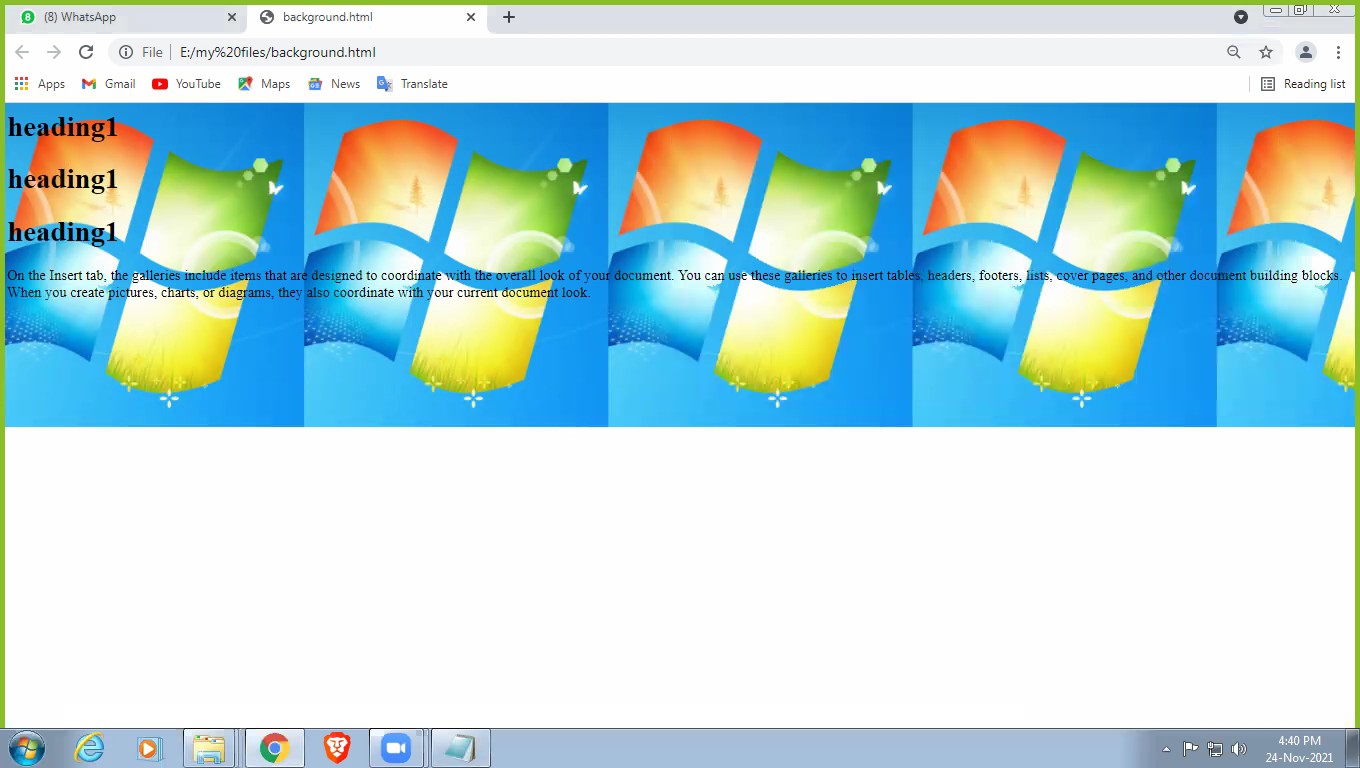 8 (8) WhatsApp
background.html
File E:/my%20files/background.html
Apps Gmail YouTube Maps News Translate Reading list
heading1
heading1
heading1
On the Insert tab, the galleries include items that are designed to coordinate with the overall look of your document. You can use these galleries to insert tables, headers, footers, lists, cover pages, and other document building blocks.
When you create pictures, charts, or diagrams, they also coordinate with your current document look.
4:40 PM
24-Nov-2021